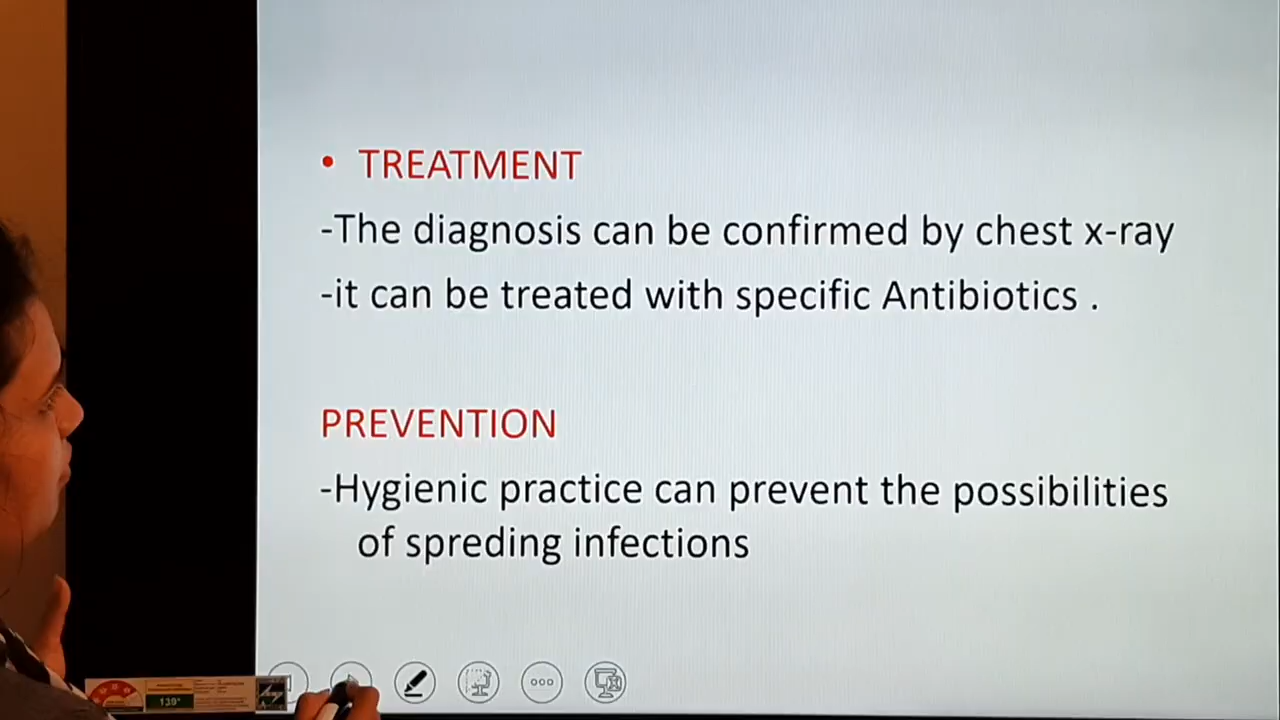 • TREATMENT
-The diagnosis can be confirmed by chest x-ray
-it can be treated with specific Antibiotics .
PREVENTION
-Hygienic practice can prevent the possibilities
of spreding infections
139*